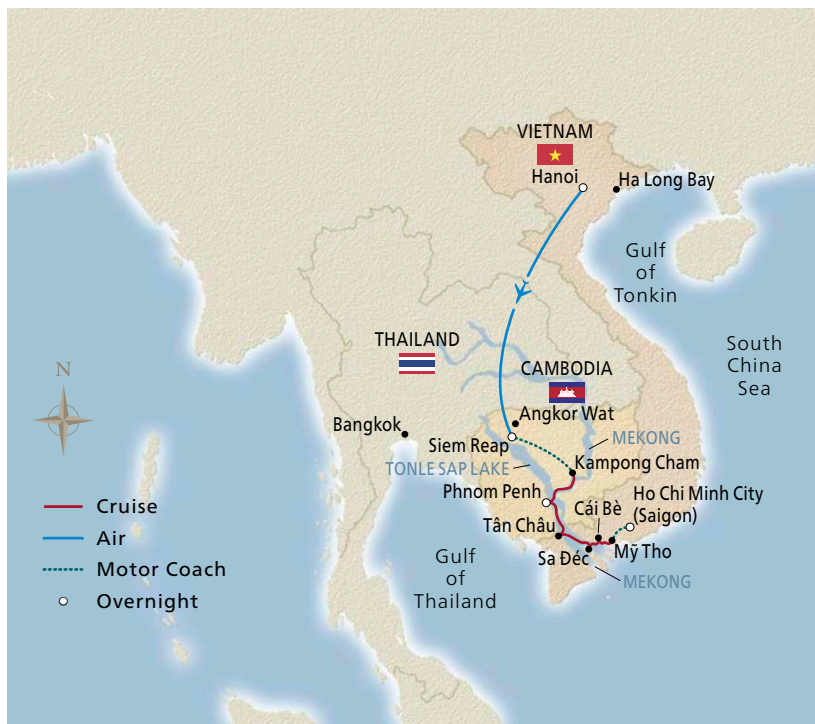 VIETNAM
Hanoi
Ha Long Bay
Gulf
of
Tonkin
South
China
Sea
THAILAND
CAMBODIA
N
Angkor Wat
Bangkok
Siem Reap
MEKONG
TONLE SAP LAKE
Kampong Cham
Phnom Penh
Cái Bè
Ho Chi Minh City
(Saigon)
Tân Châu
Sa Đéc
Mỹ Tho
MEKONG
Gulf
of
Thailand
Cruise
Air
Motor Coach
Overnight